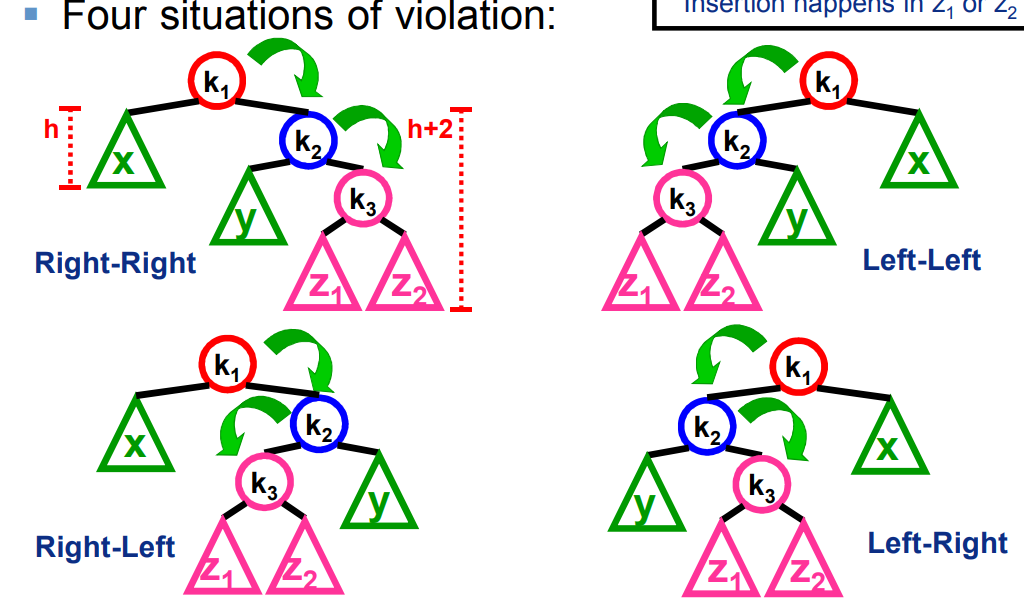 Four situations of violation:
Insertion happens in z₁ or z₂
k₁
h
x
k₂
h+2
y
k₃
z₁ z₂
Right-Right
k₁
k₂
x
k₃
y
z₁ z₂
Left-Left
k₁
x
k₂
k₃
y
z₁ z₂
Right-Left
k₁
k₂
x
y
k₃
z₁ z₂
Left-Right